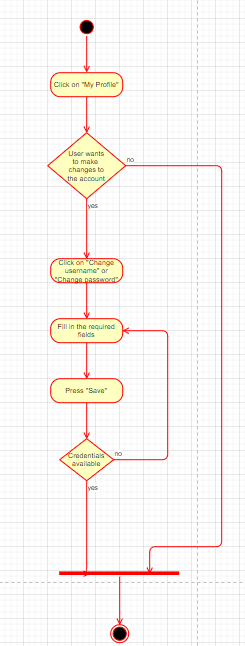 Click on "My Profile"
User wants
to make
changes to
the account
no
yes
Click on "Change
username" or
"Change password"
Fill in the required
fields
Press "Save"
Credentials
available
no
yes